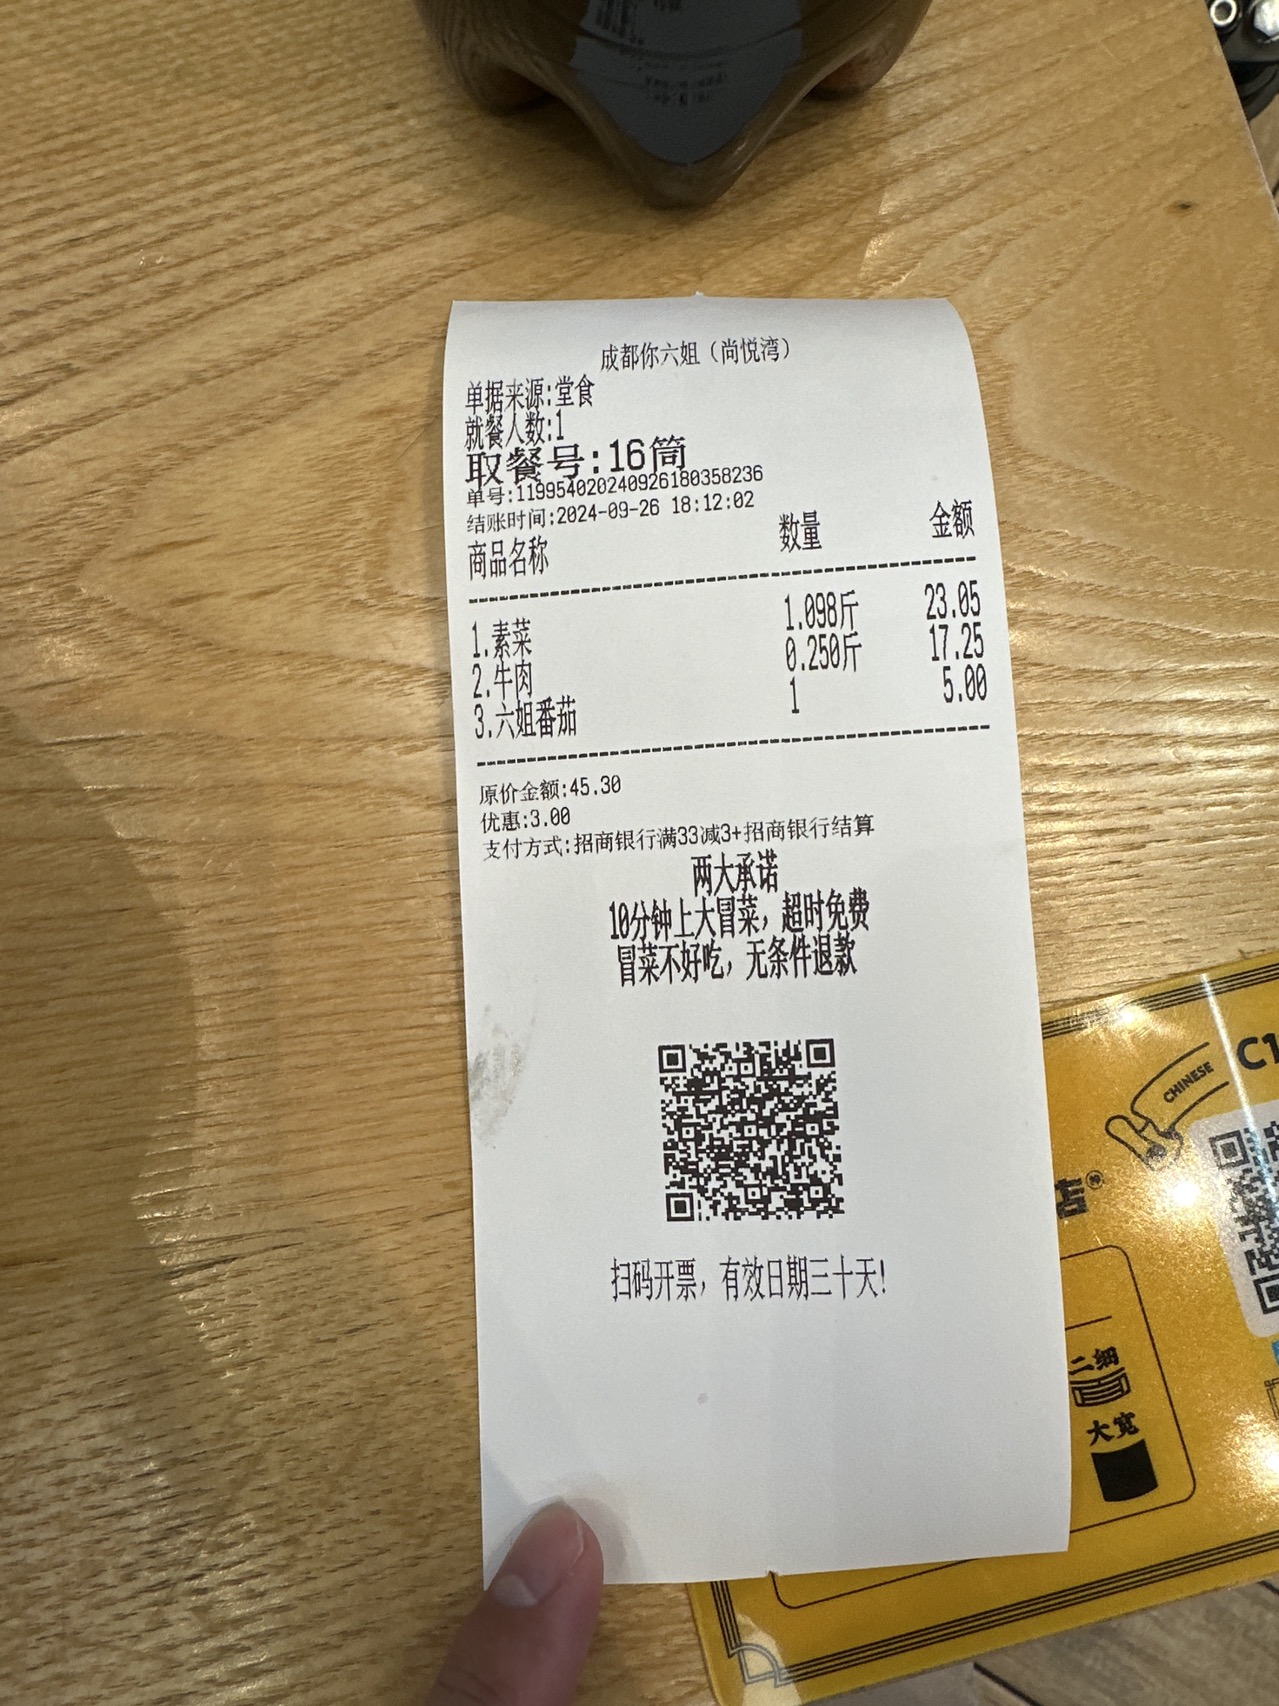 成都你六姐（尚悦湾）
单据来源:堂食
就餐人数:1
取餐号:16筒
单号:119954020240926180358236
结账时间:2024-09-26 18:12:02
商品名称 数量 金额
1.素菜 1.098斤 23.05
2.牛肉 0.250斤 17.25
3.六姐番茄 1 5.00
原价金额:45.30
优惠:3.00
支付方式:招商银行满33减3+招商银行结算
两大承诺
10分钟上大冒菜，超时免费
冒菜不好吃，无条件退款
扫码开票，有效日期三十天!
CHINESE
店®
二细
大宽